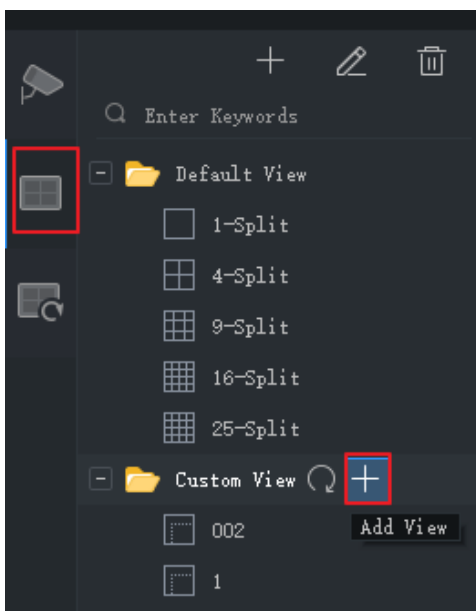 Enter Keywords
Default View
1-Split
4-Split
9-Split
16-Split
25-Split
Custom View
Add View
002
1